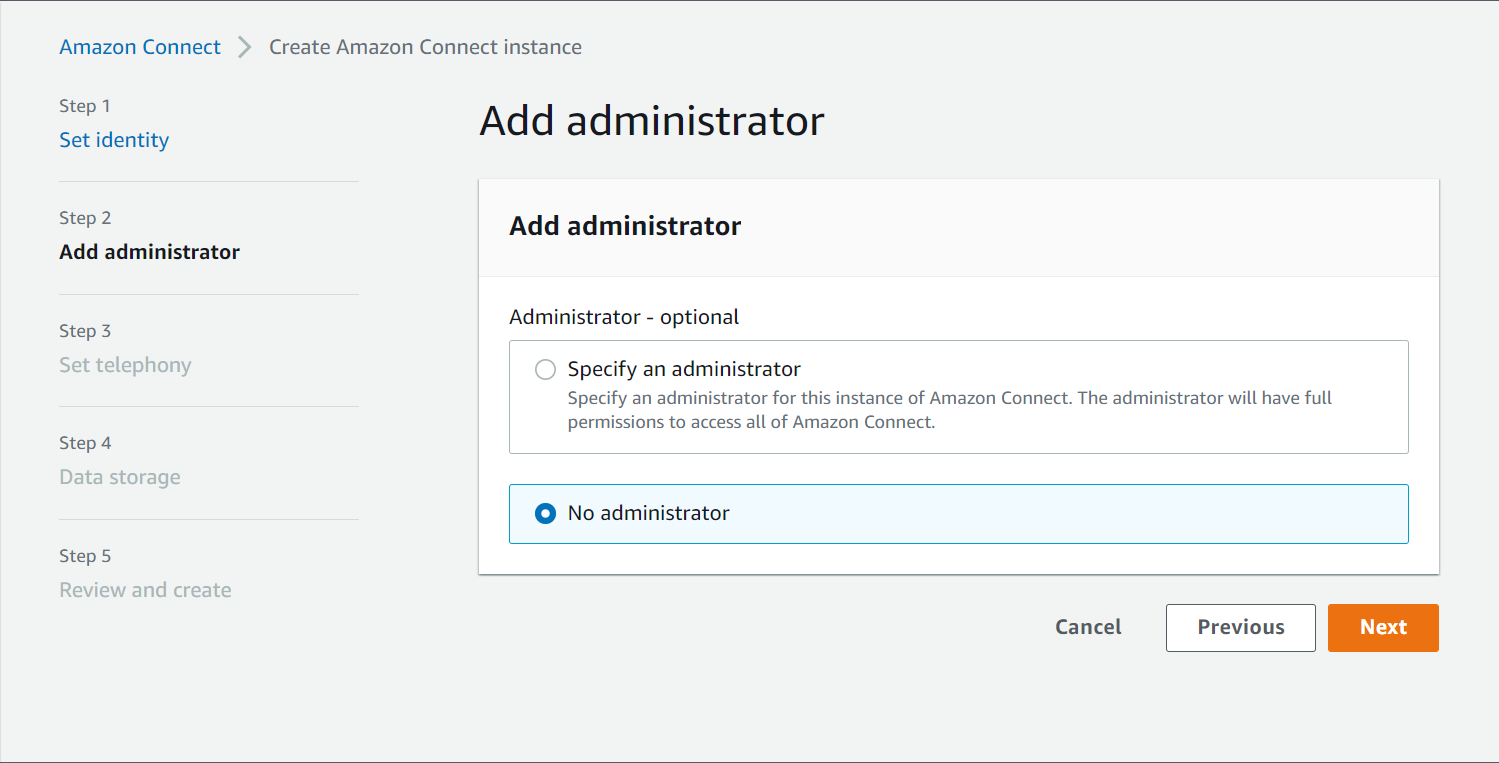 Amazon Connect > Create Amazon Connect instance
Step 1
Set identity
Step 2
Add administrator
Step 3
Set telephony
Step 4
Data storage
Step 5
Review and create
Add administrator
Add administrator
Administrator - optional
Specify an administrator
Specify an administrator for this instance of Amazon Connect. The administrator will have full
permissions to access all of Amazon Connect.
No administrator
Cancel Previous Next